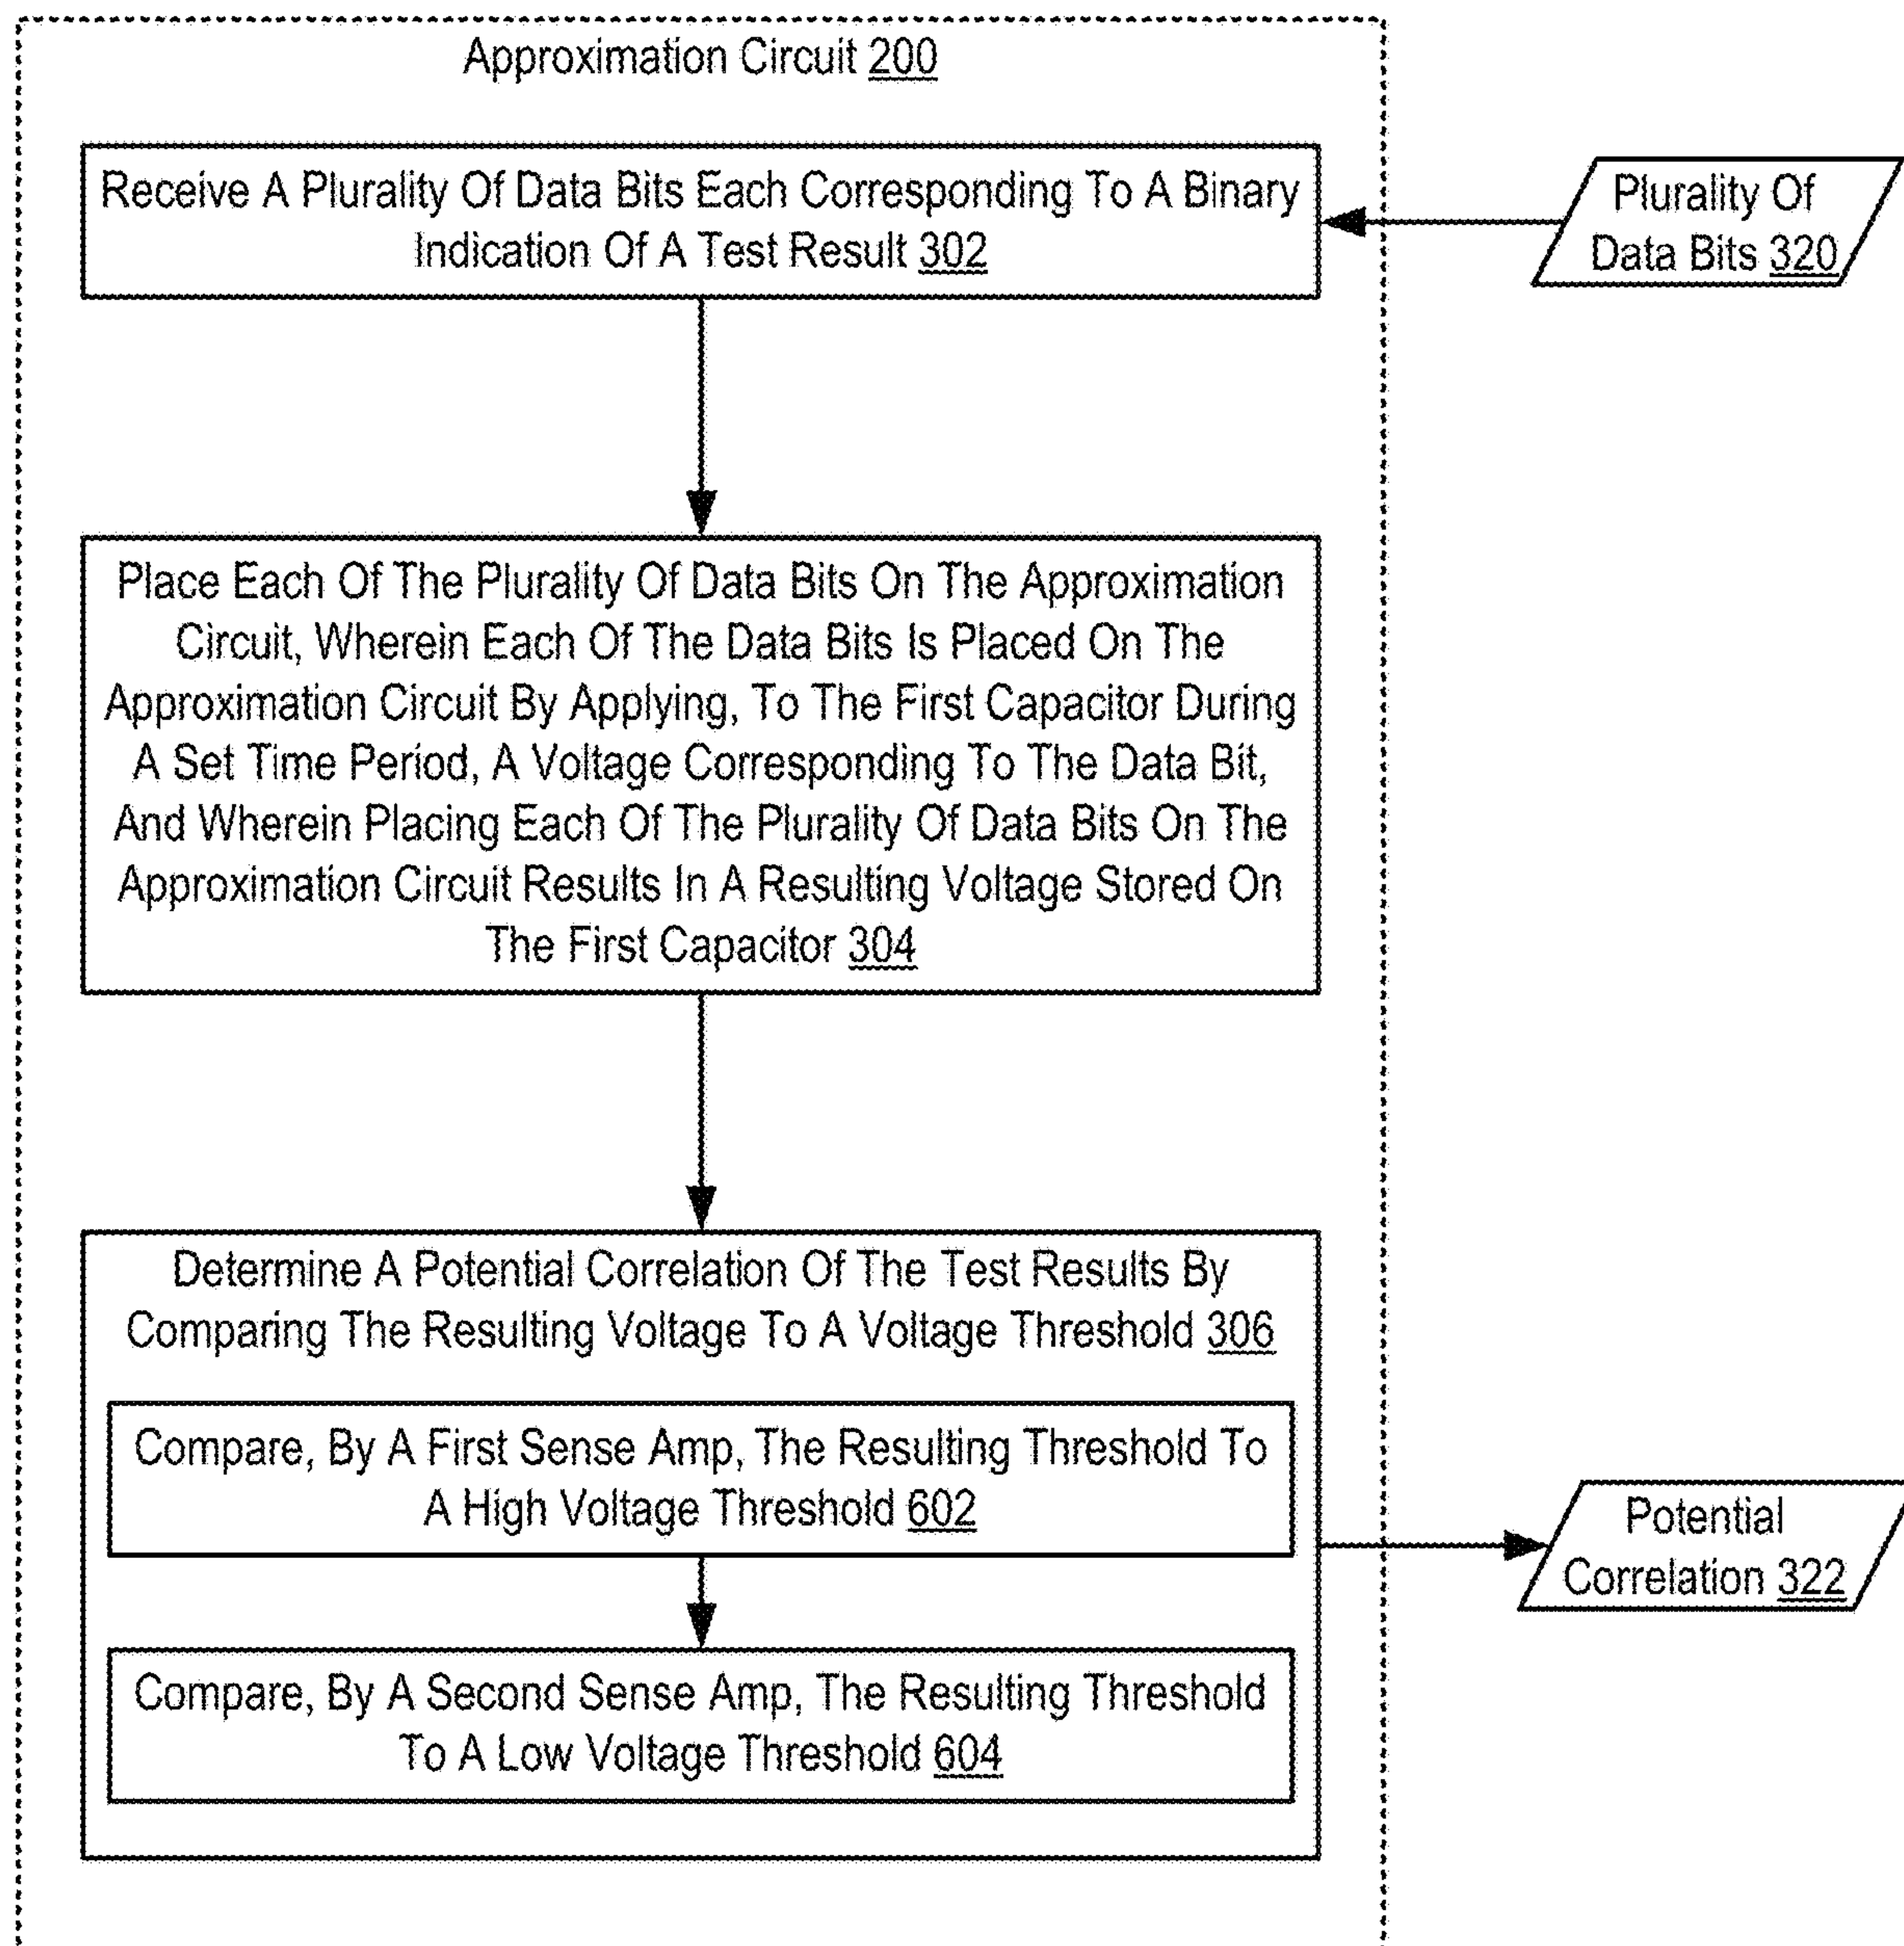 Approximation Circuit 200
Receive A Plurality Of Data Bits Each Corresponding To A Binary
Indication Of A Test Result 302
Plurality Of
Data Bits 320
Place Each Of The Plurality Of Data Bits On The Approximation
Circuit, Wherein Each Of The Data Bits Is Placed On The
Approximation Circuit By Applying, To The First Capacitor During
A Set Time Period, A Voltage Corresponding To The Data Bit,
And Wherein Placing Each Of The Plurality Of Data Bits On The
Approximation Circuit Results In A Resulting Voltage Stored On
The First Capacitor 304
Determine A Potential Correlation Of The Test Results By
Comparing The Resulting Voltage To A Voltage Threshold 306
Compare, By A First Sense Amp, The Resulting Threshold To
A High Voltage Threshold 602
Potential
Correlation 322
Compare, By A Second Sense Amp, The Resulting Threshold
To A Low Voltage Threshold 604